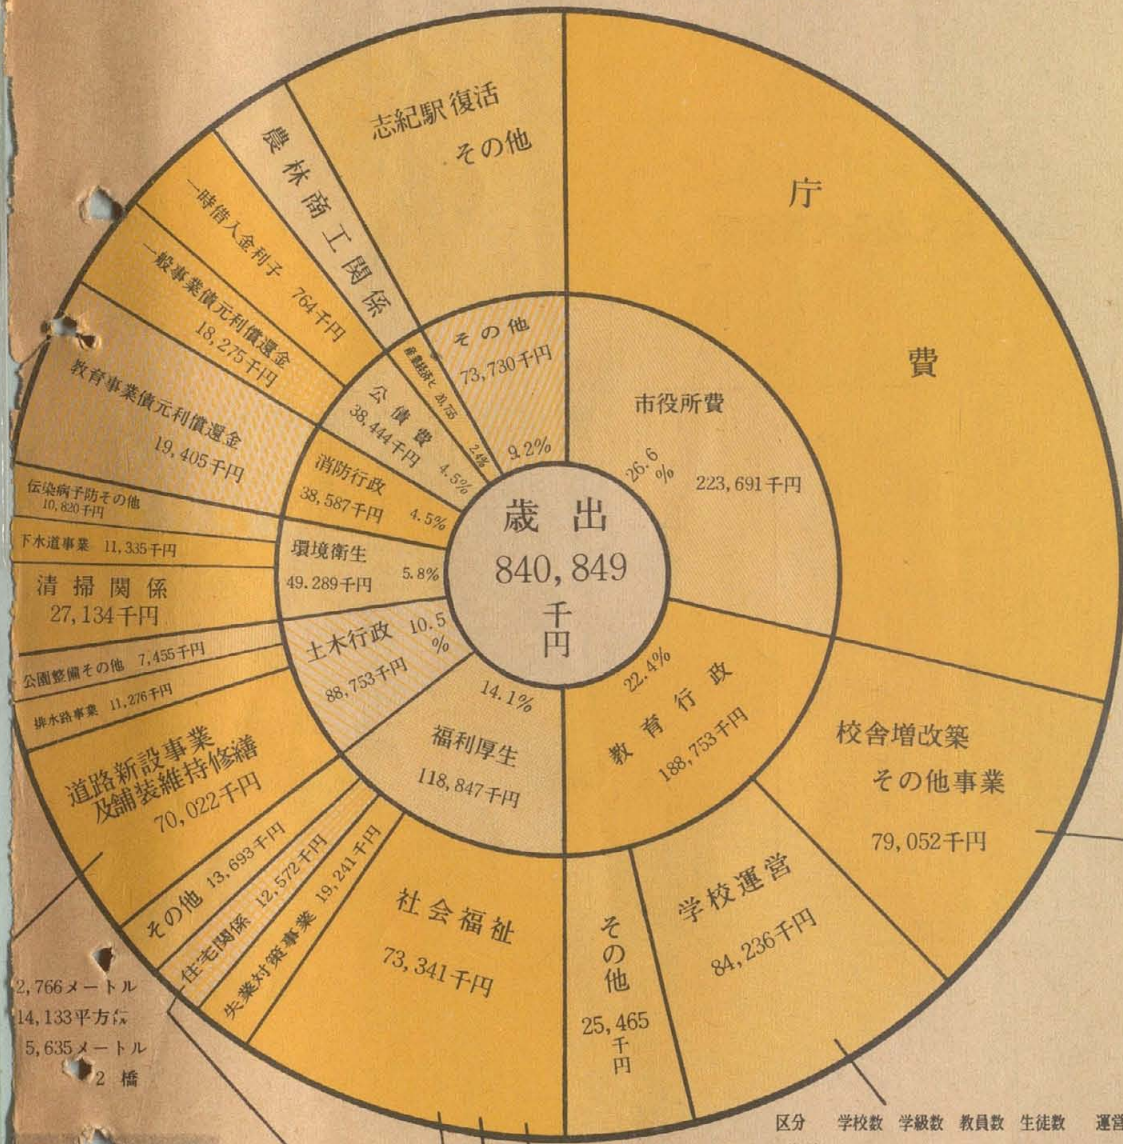 歳出
840,849
千
円
市役所費
26.6
%
223,691千円
庁
費
22.4%
教育行政
188,753千円
校舎増改築
その他事業
79,052千円
学校運営
84,236千円
その他
25,465
千
円
14.1%
福利厚生
118,847千円
社会福祉
73,341千円
失業対策事業 19,241千円
住宅関係 12,572千円
その他 13,693千円
土木行政 10.5
%
88,753千円
道路新設事業
及舗装維持修繕
70,022千円
排水路事業 11,276千円
公園整備その他 7,455千円
環境衛生
49.289千円 5.8%
清掃関係
27,134千円
下水道事業 11,335千円
伝染病予防その他
10,820千円
消防行政
38,587千円 4.5%
公債費
38,444千円 4.5%
教育事業債元利償還金
19,405千円
一般事業債元利償還金
18,275千円
一時借入金利子 764千円
2.4%
農林商工関係
その他
73,730千円
9.2%
志紀駅復活
その他
2,766メートル
14,133平方
5,635メートル
2 橋
区分 学校数 学級数 教員数 生徒数 運営